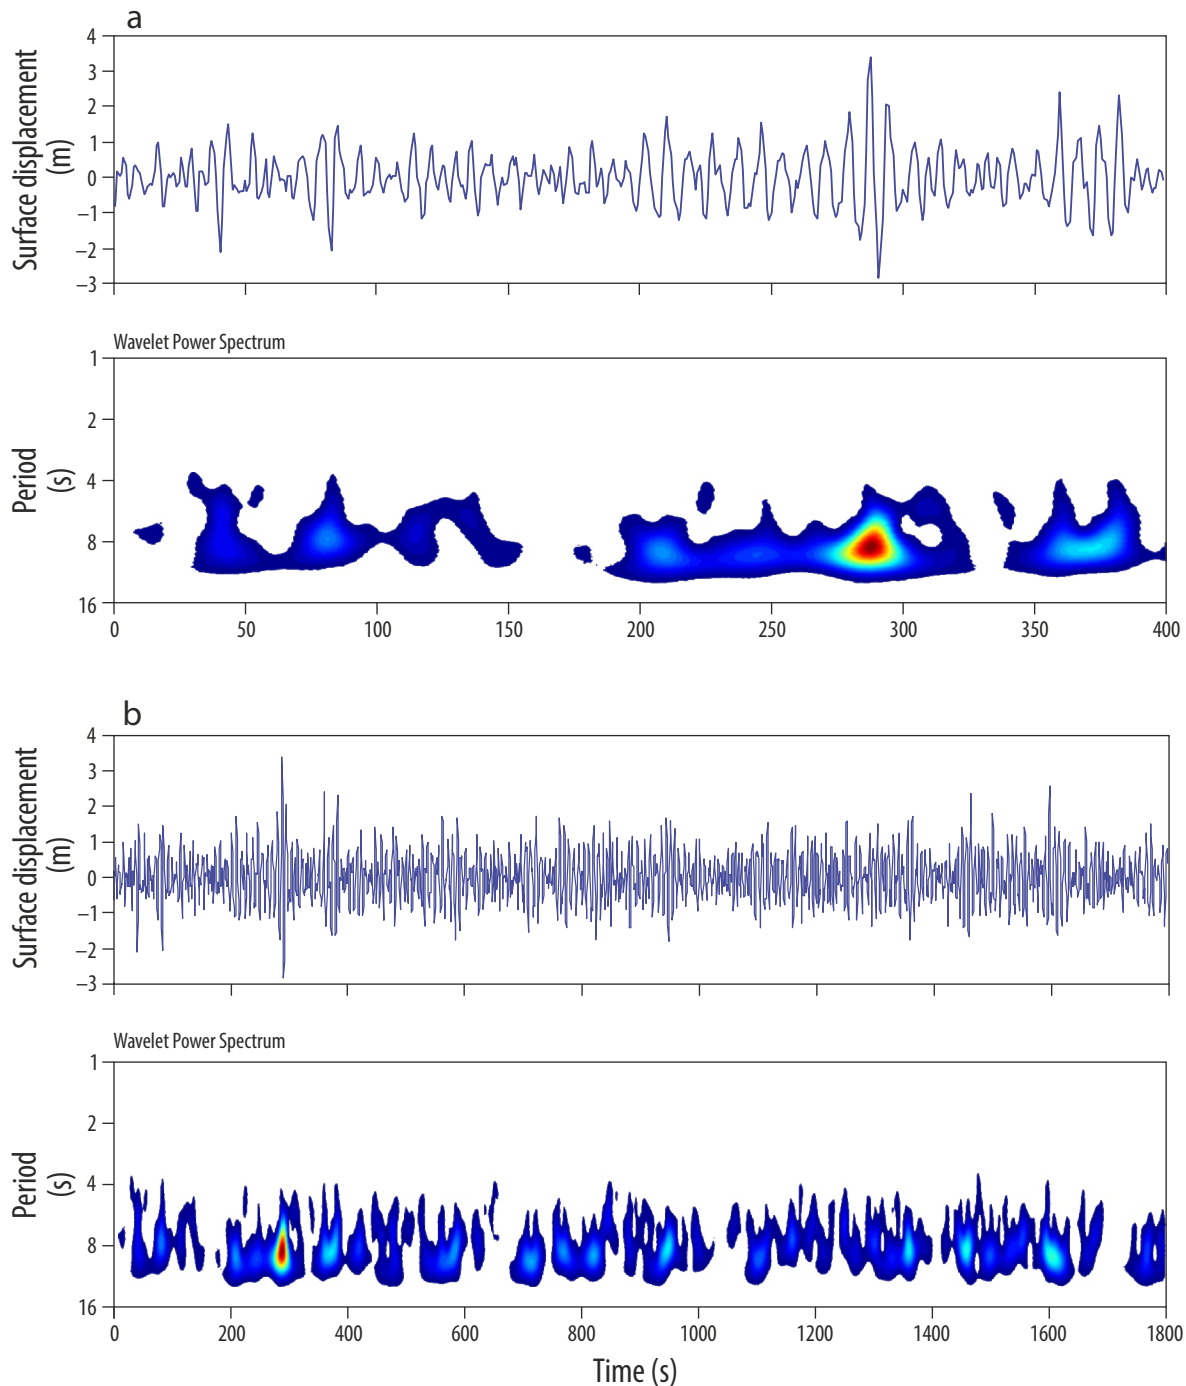 a
Surface displacement
(m)
4
3
2
1
0
−1
−2
−3
Wavelet Power Spectrum
Period
(s)
1
2
4
8
16
0 50 100 150 200 250 300 350 400
b
Surface displacement
(m)
4
3
2
1
0
−1
−2
−3
Wavelet Power Spectrum
Period
(s)
1
2
4
8
16
0 200 400 600 800 1000 1200 1400 1600 1800
Time (s)